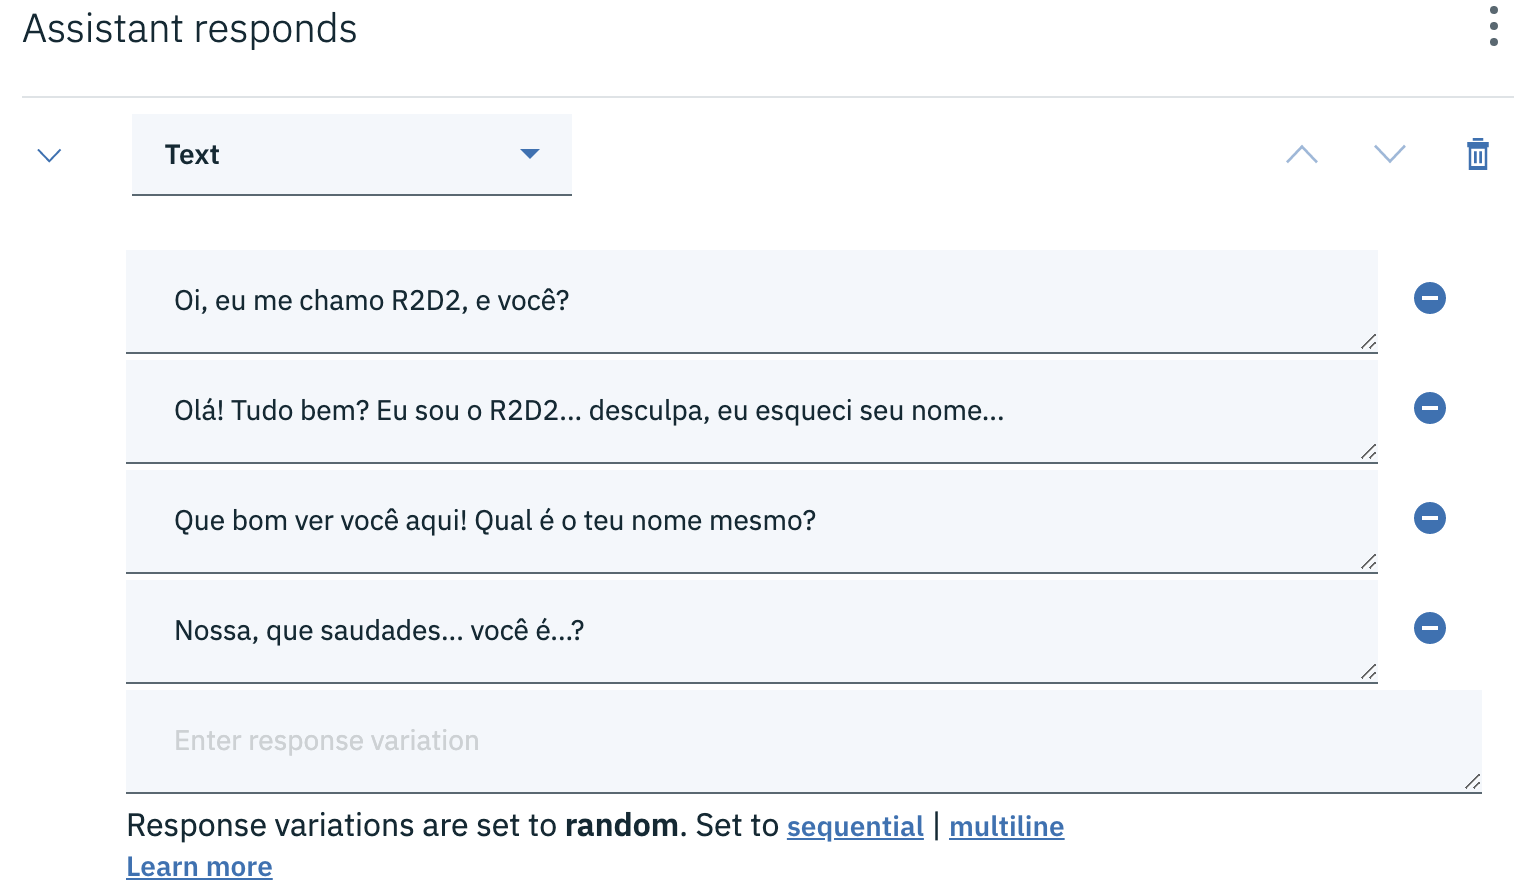 Assistant responds
Text
Oi, eu me chamo R2D2, e você?
Olá! Tudo bem? Eu sou o R2D2... desculpa, eu esqueci seu nome...
Que bom ver você aqui! Qual é o teu nome mesmo?
Nossa, que saudades... você é...?
Enter response variation
Response variations are set to random. Set to sequential | multiline
Learn more